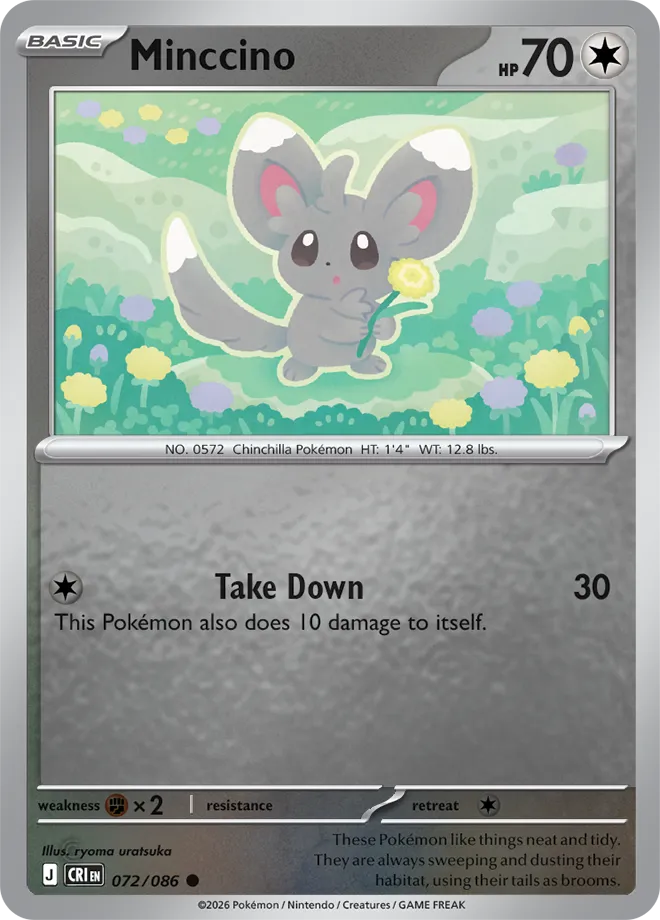 BASIC
Minccino
HP 70
NO. 0572 Chinchilla Pokémon HT: 1'4" WT: 12.8 lbs.
Take Down 30
This Pokémon also does 10 damage to itself.
weakness ×2 resistance retreat
Illus. ryoma uratsuka
These Pokémon like things neat and tidy.
They are always sweeping and dusting their
habitat, using their tails as brooms.
J CRI EN 072/086
©2026 Pokémon / Nintendo / Creatures / GAME FREAK